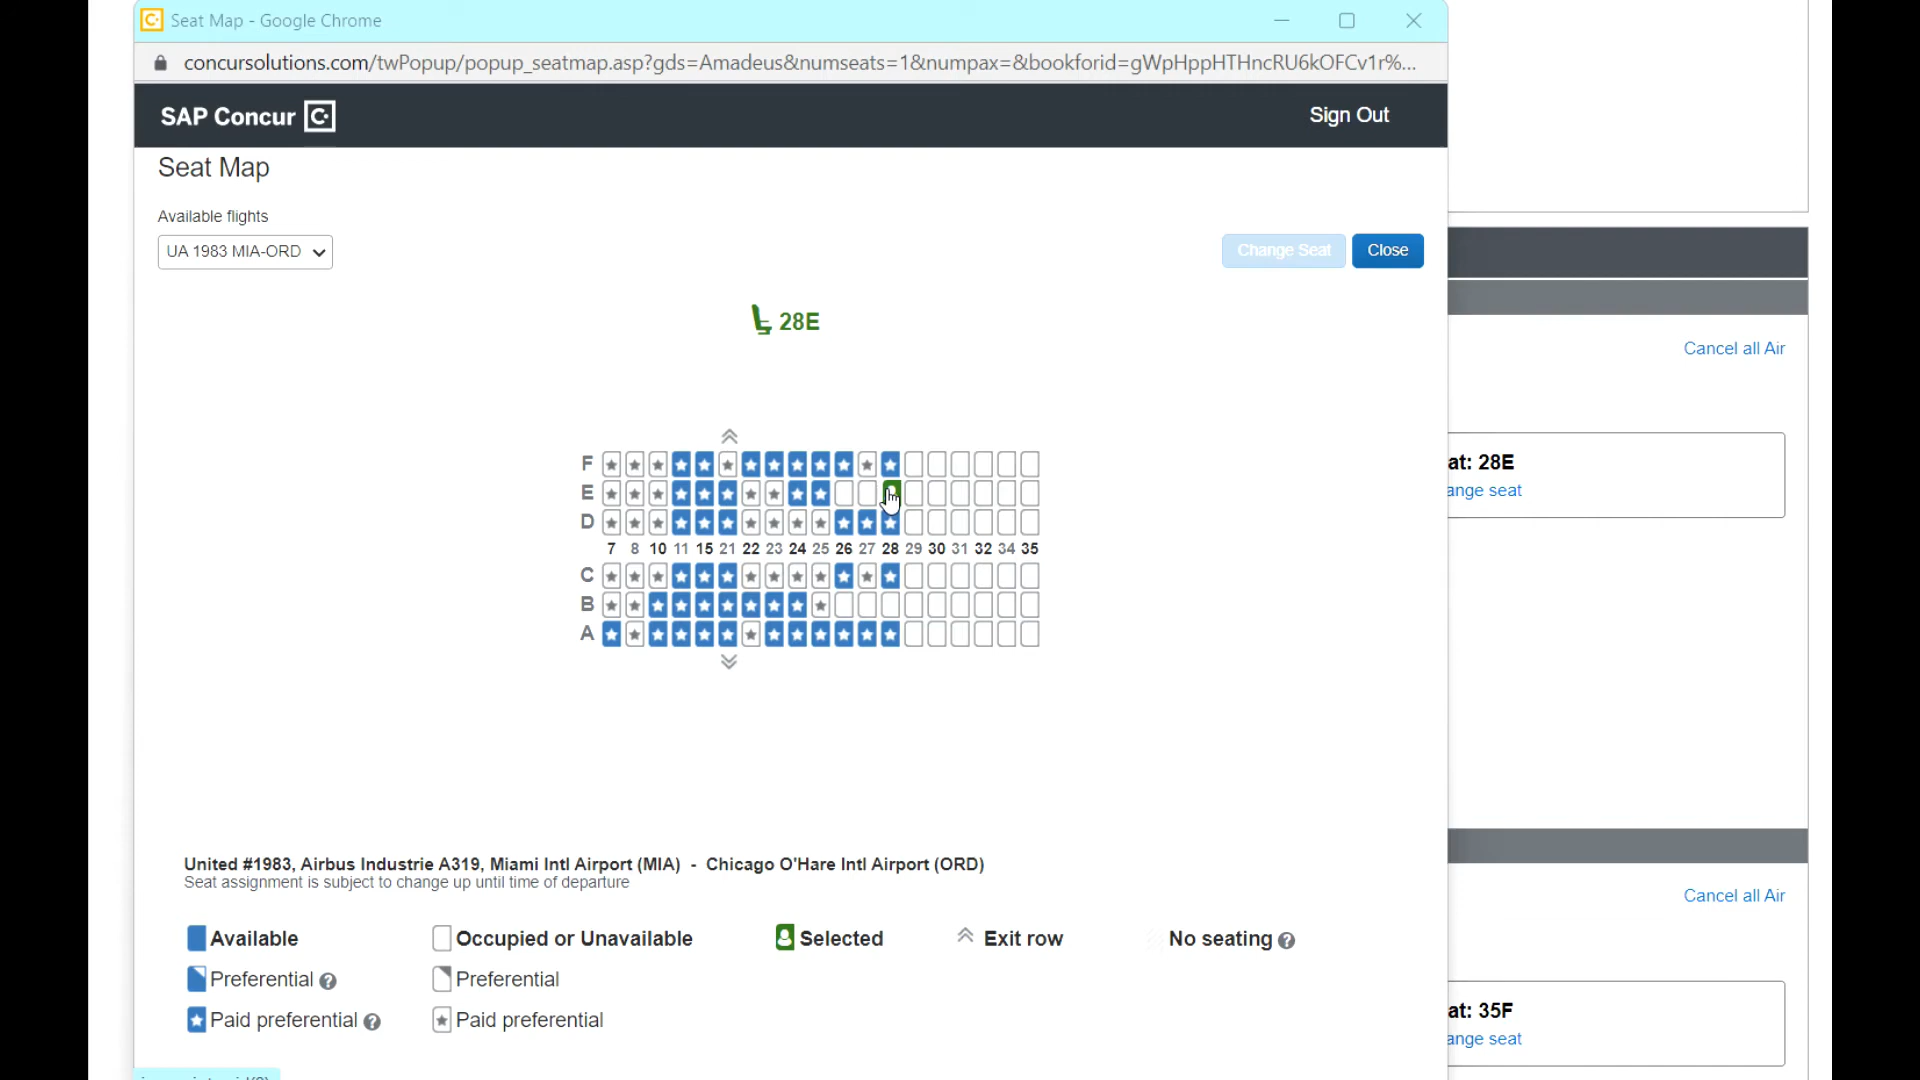 Seat Map - Google Chrome
concursolutions.com/twPopup/popup_seatmap.asp?gds=Amadeus&numseats=1&numpax=&bookforid=gWpHppHTHncRU6kOFCv1r%...
SAP Concur
Sign Out
Seat Map
Available flights
UA 1983 MIA-ORD
Change Seat
Close
28E
Cancel all Air
at: 28E
ange seat
F
E
D
7 8 10 11 15 21 22 23 24 25 26 27 28 29 30 31 32 34 35
C
B
A
United #1983, Airbus Industrie A319, Miami Intl Airport (MIA) - Chicago O'Hare Intl Airport (ORD)
Seat assignment is subject to change up until time of departure
Cancel all Air
Available Occupied or Unavailable Selected Exit row No seating ?
Preferential ? Preferential
Paid preferential ? Paid preferential
at: 35F
ange seat